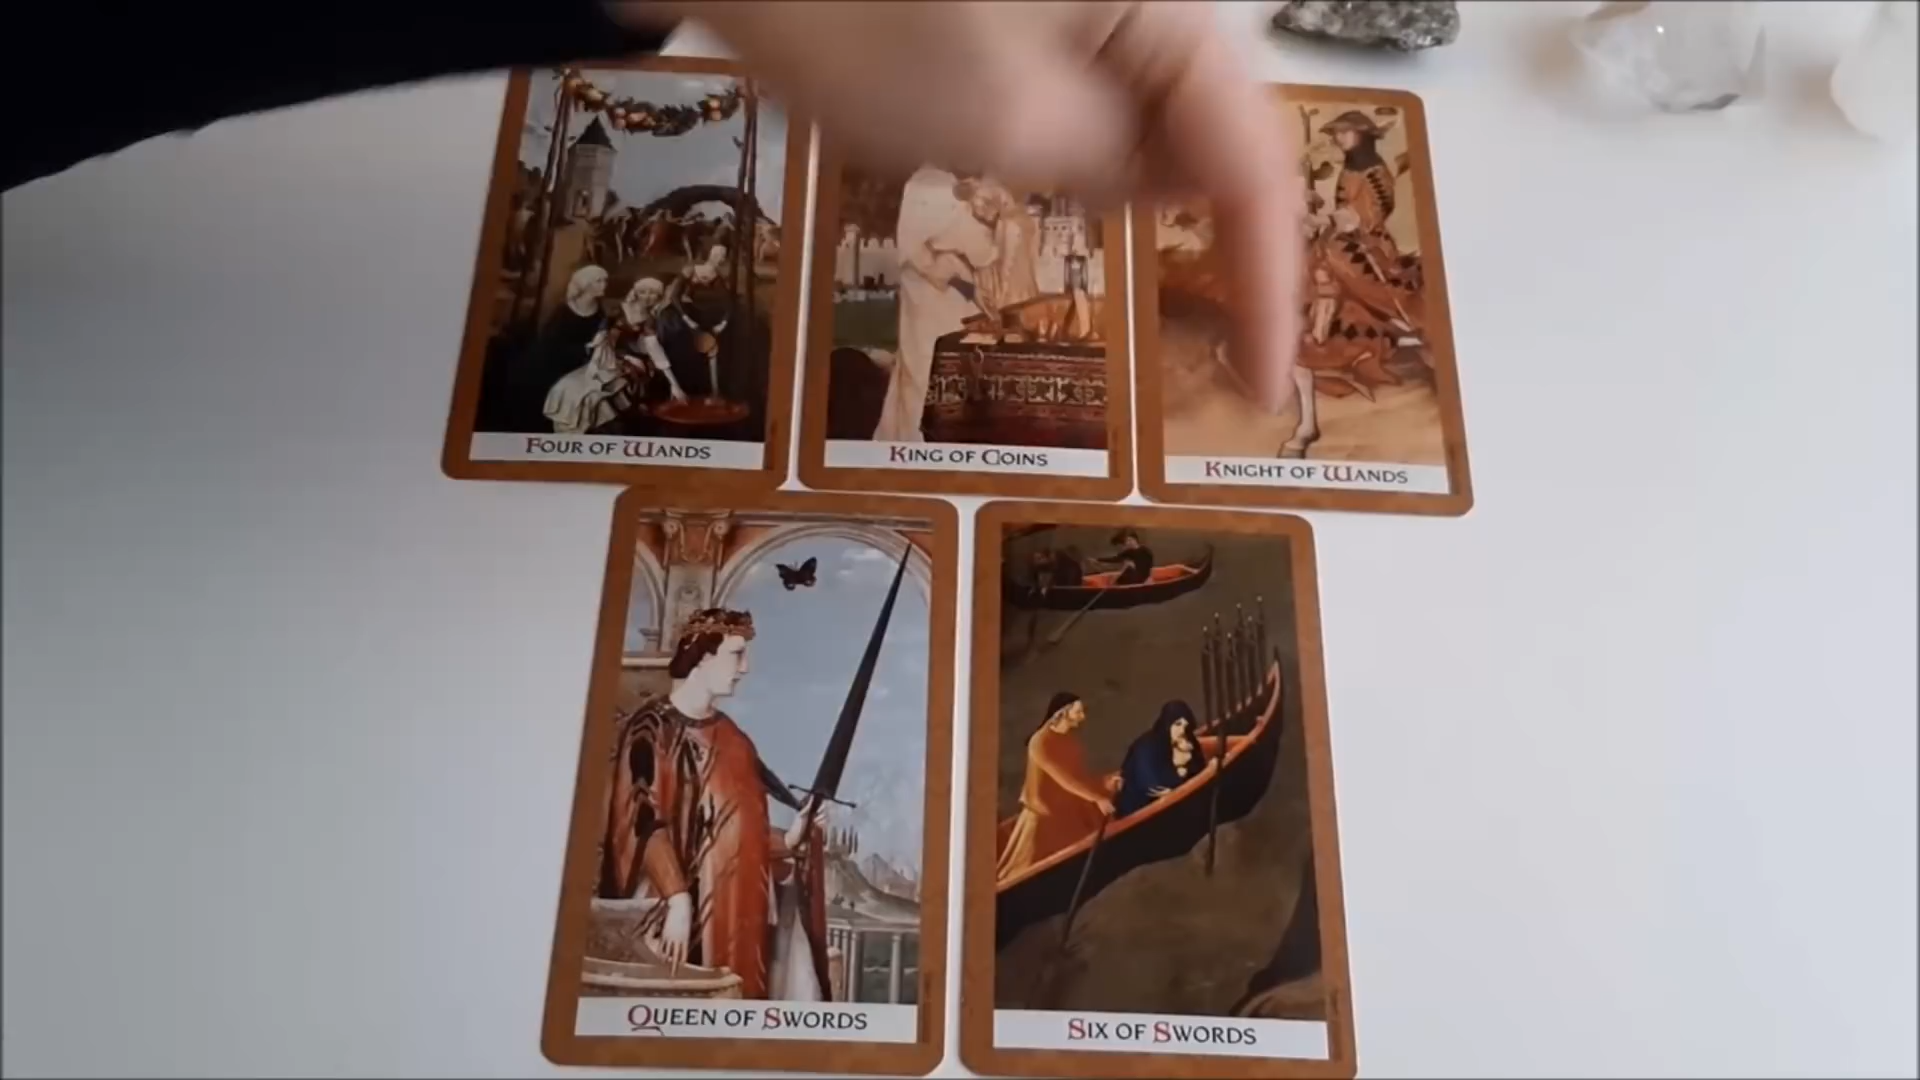 FOUR OF WANDS
KING OF COINS
KNIGHT OF WANDS
QUEEN OF SWORDS
SIX OF SWORDS